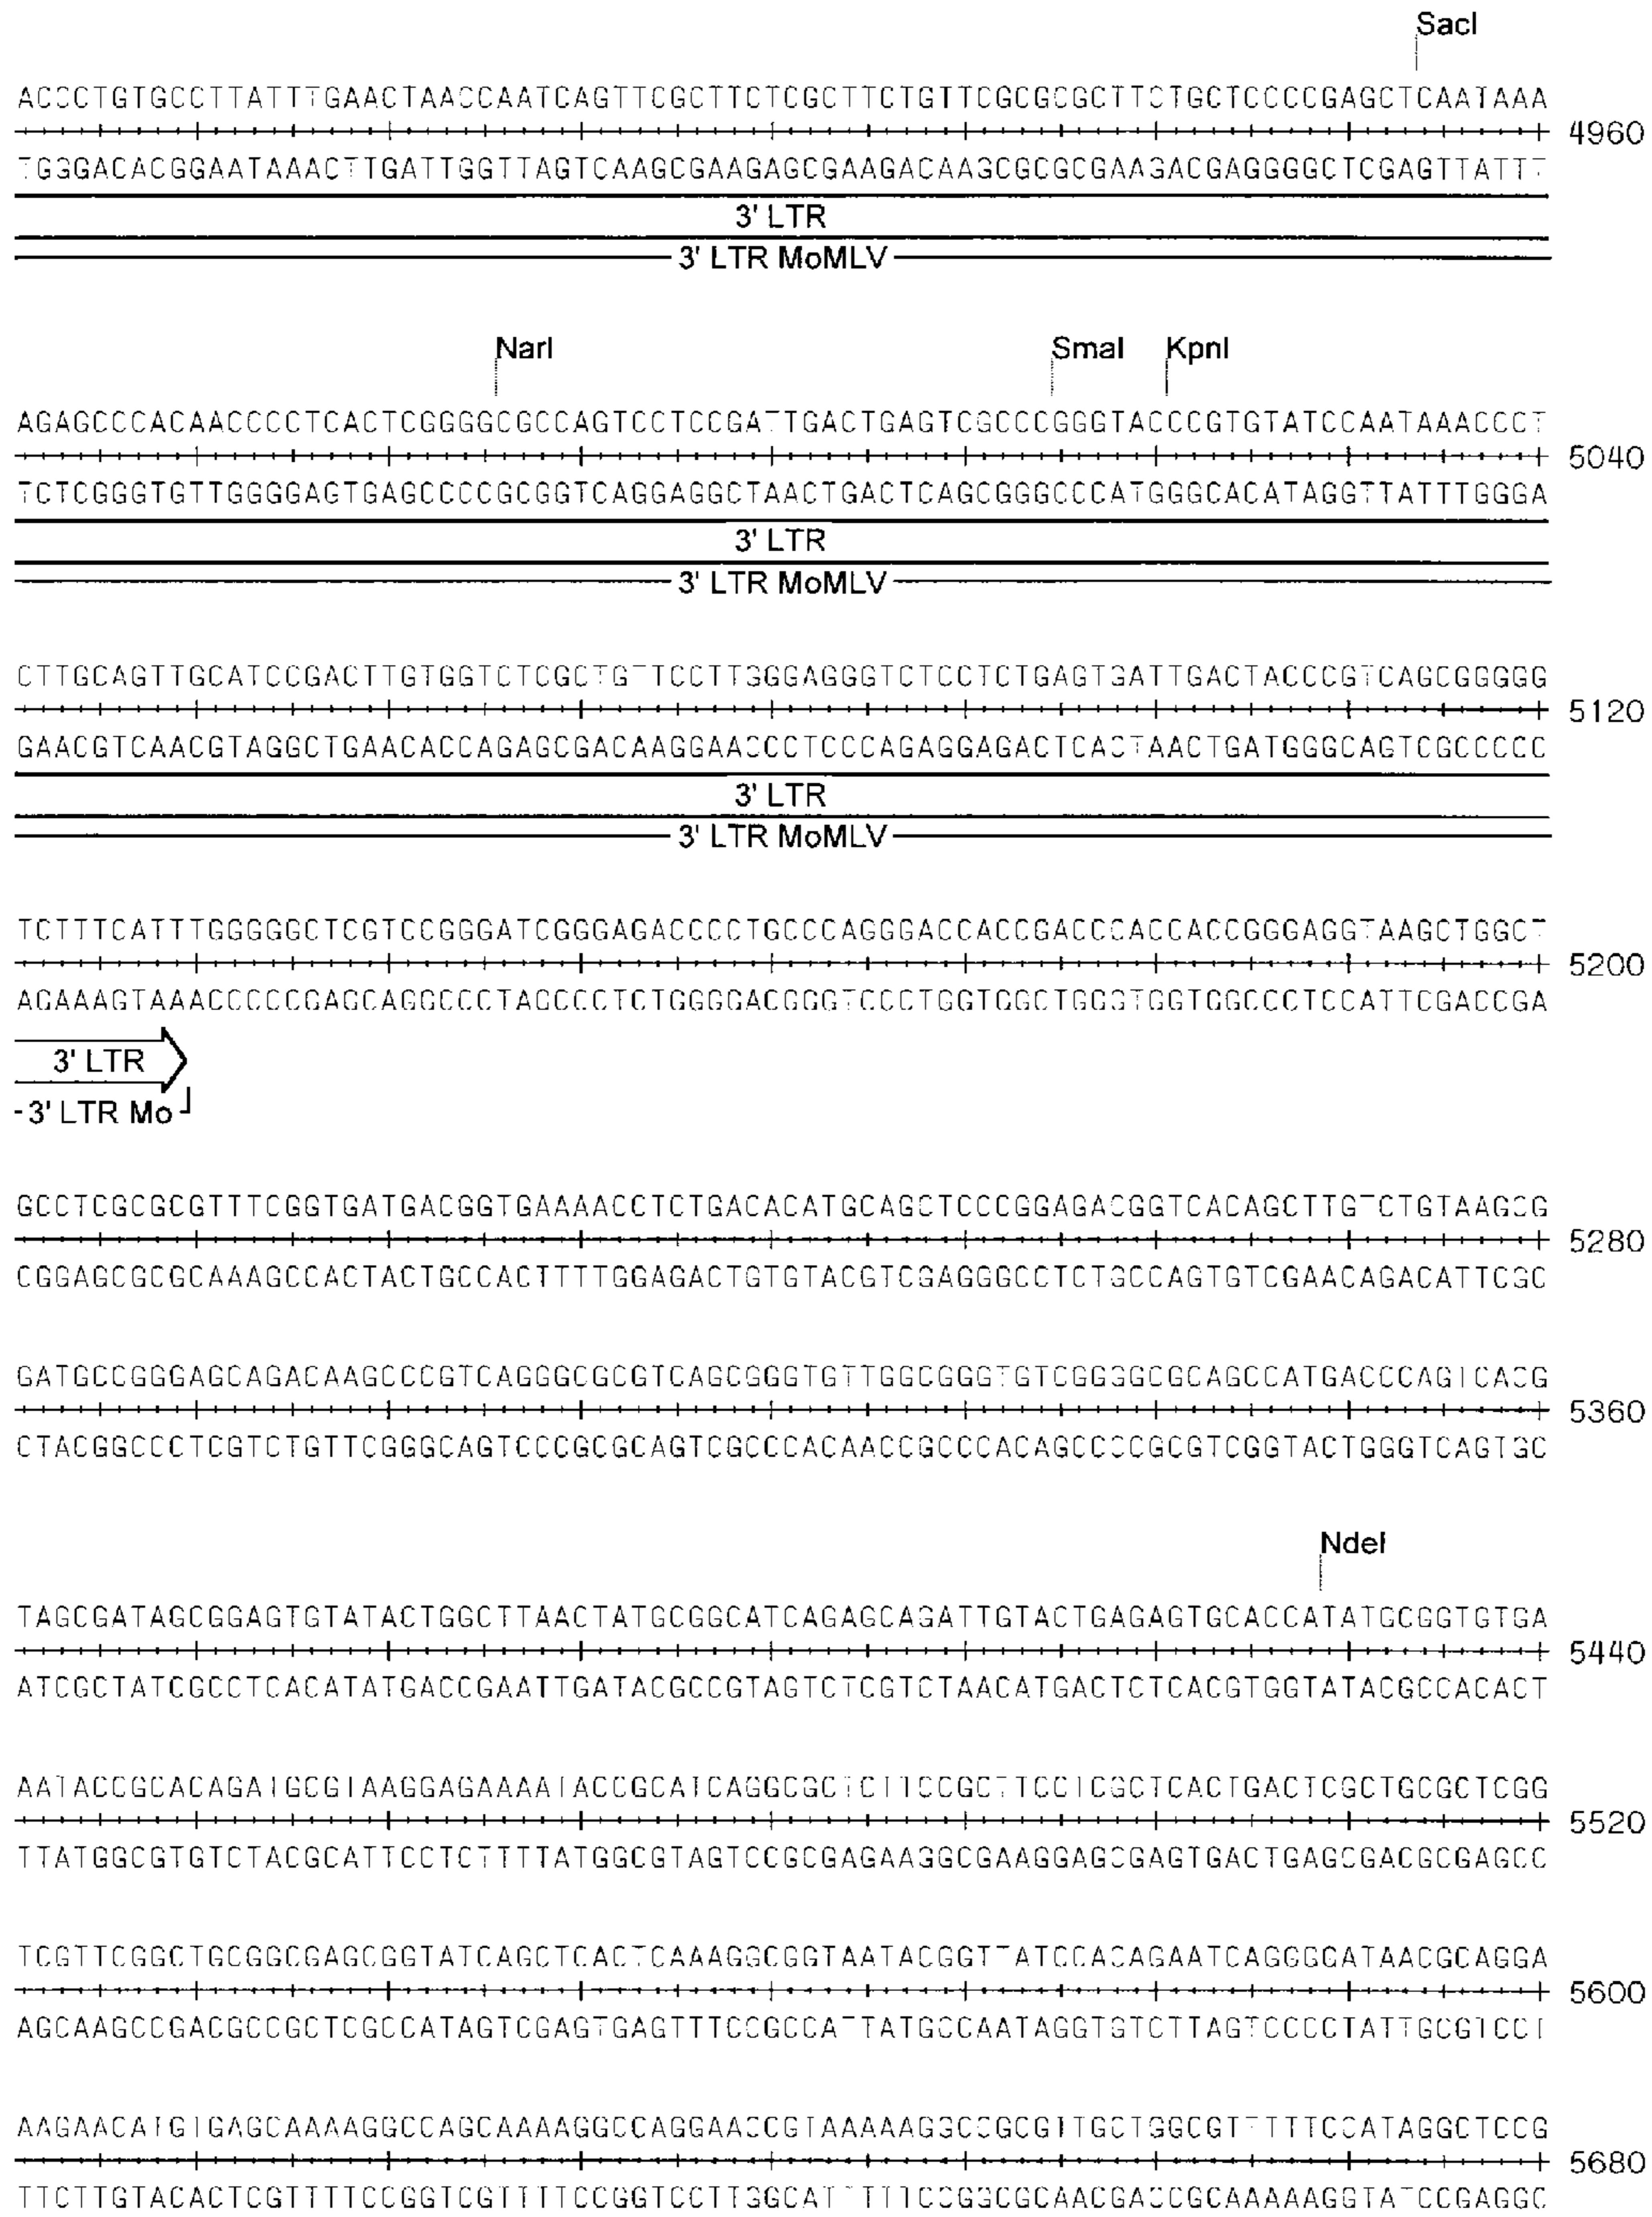 SacI
ACCCTGTGCCTTATTTGAACTAACCAATCAGTTCGCTTCTCGCTTCTGTTCGCGCGCTTCTGCTCCCCGAGCTCAATAAA
4960
TGGGACACGGAATAAACTTGATTGGTTAGTCAAGCGAAGAGCGAAGACAAGCGCGCGAAGACGAGGGGCTCGAGTTATTT
3' LTR
3' LTR MoMLV
NarI SmaI KpnI
AGAGCCCACAACCCCTCACTCGGGGCGCCAGTCCTCCGATTGACTGAGTCGCCCGGGTACCCGTGTATCCAATAAACCCT
5040
TCTCGGGTGTTGGGGAGTGAGCCCCGCGGTCAGGAGGCTAACTGACTCAGCGGGCCCATGGGCACATAGGTTATTTGGGA
3' LTR
3' LTR MoMLV
CTTGCAGTTGCATCCGACTTGTGGTCTCGCTGTTCCTTGGGAGGGTCTCCTCTGAGTGATTGACTACCCGTCAGCGGGGG
5120
GAACGTCAACGTAGGCTGAACACCAGAGCGACAAGGAACCCTCCCAGAGGAGACTCACTAACTGATGGGCAGTCGCCCCC
3' LTR
3' LTR MoMLV
TCTTTCATTTGGGGGCTCGTCCGGGATCGGGAGACCCCTGCCCAGGGACCACCGACCCACCACCGGGAGGTAAGCTGGCT
5200
AGAAAGTAAACCCCCGAGCAGGCCCTAGCCCTCTGGGGACGGGTCCCTGGTGGCTGGGTGGTGGCCCTCCATTCGACCGA
3' LTR
3' LTR Mo
GCCTCGCGCGTTTCGGTGATGACGGTGAAAACCTCTGACACATGCAGCTCCCGGAGACGGTCACAGCTTGTCTGTAAGCG
5280
CGGAGCGCGCAAAGCCACTACTGCCACTTTTGGAGACTGTGTACGTCGAGGGCCTCTGCCAGTGTCGAACAGACATTCGC
GATGCCGGGAGCAGACAAGCCCGTCAGGGCGCGTCAGCGGGTGTTGGCGGGTGTCGGGGCGCAGCCATGACCCAGTCACG
5360
CTACGGCCCTCGTCTGTTCGGGCAGTCCCGCGCAGTCGCCCACAACCGCCCACAGCCCCGCGTCGGTACTGGGTCAGTGC
NdeI
TAGCGATAGCGGAGTGTATACTGGCTTAACTATGCGGCATCAGAGCAGATTGTACTGAGAGTGCACCATATGCGGTGTGA
5440
ATCGCTATCGCCTCACATATGACCGAATTGATACGCCGTAGTCTCGTCTAACATGACTCTCACGTGGTATACGCCACACT
AATACCGCACAGATGCGTAAGGAGAAAATACCGCATCAGGCGCTCTTCCGCTTCCTCGCTCACTGACTCGCTGCGCTCGG
5520
TTATGGCGTGTCTACGCATTCCTCTTTTATGGCGTAGTCCGCGAGAAGGCGAAGGAGCGAGTGACTGAGCGACGCGAGCC
TCGTTCGGCTGCGGCGAGCGGTATCAGCTCACTCAAAGGCGGTAATACGGTTATCCACAGAATCAGGGGATAACGCAGGA
5600
AGCAAGCCGACGCCGCTCGCCATAGTCGAGTGAGTTTCCGCCATTATGCCAATAGGTGTCTTAGTCCCCTATTGCGTCCT
AAGAACATGTGAGCAAAAGGCCAGCAAAAGGCCAGGAACCGTAAAAAGGCCGCGTTGCTGGCGTTTTTCCATAGGCTCCG
5680
TTCTTGTACACTCGTTTTCCGGTCGTTTTCCGGTCCTTGGCATTTTTCCGGCGCAACGACCGCAAAAAGGTATCCGAGGC